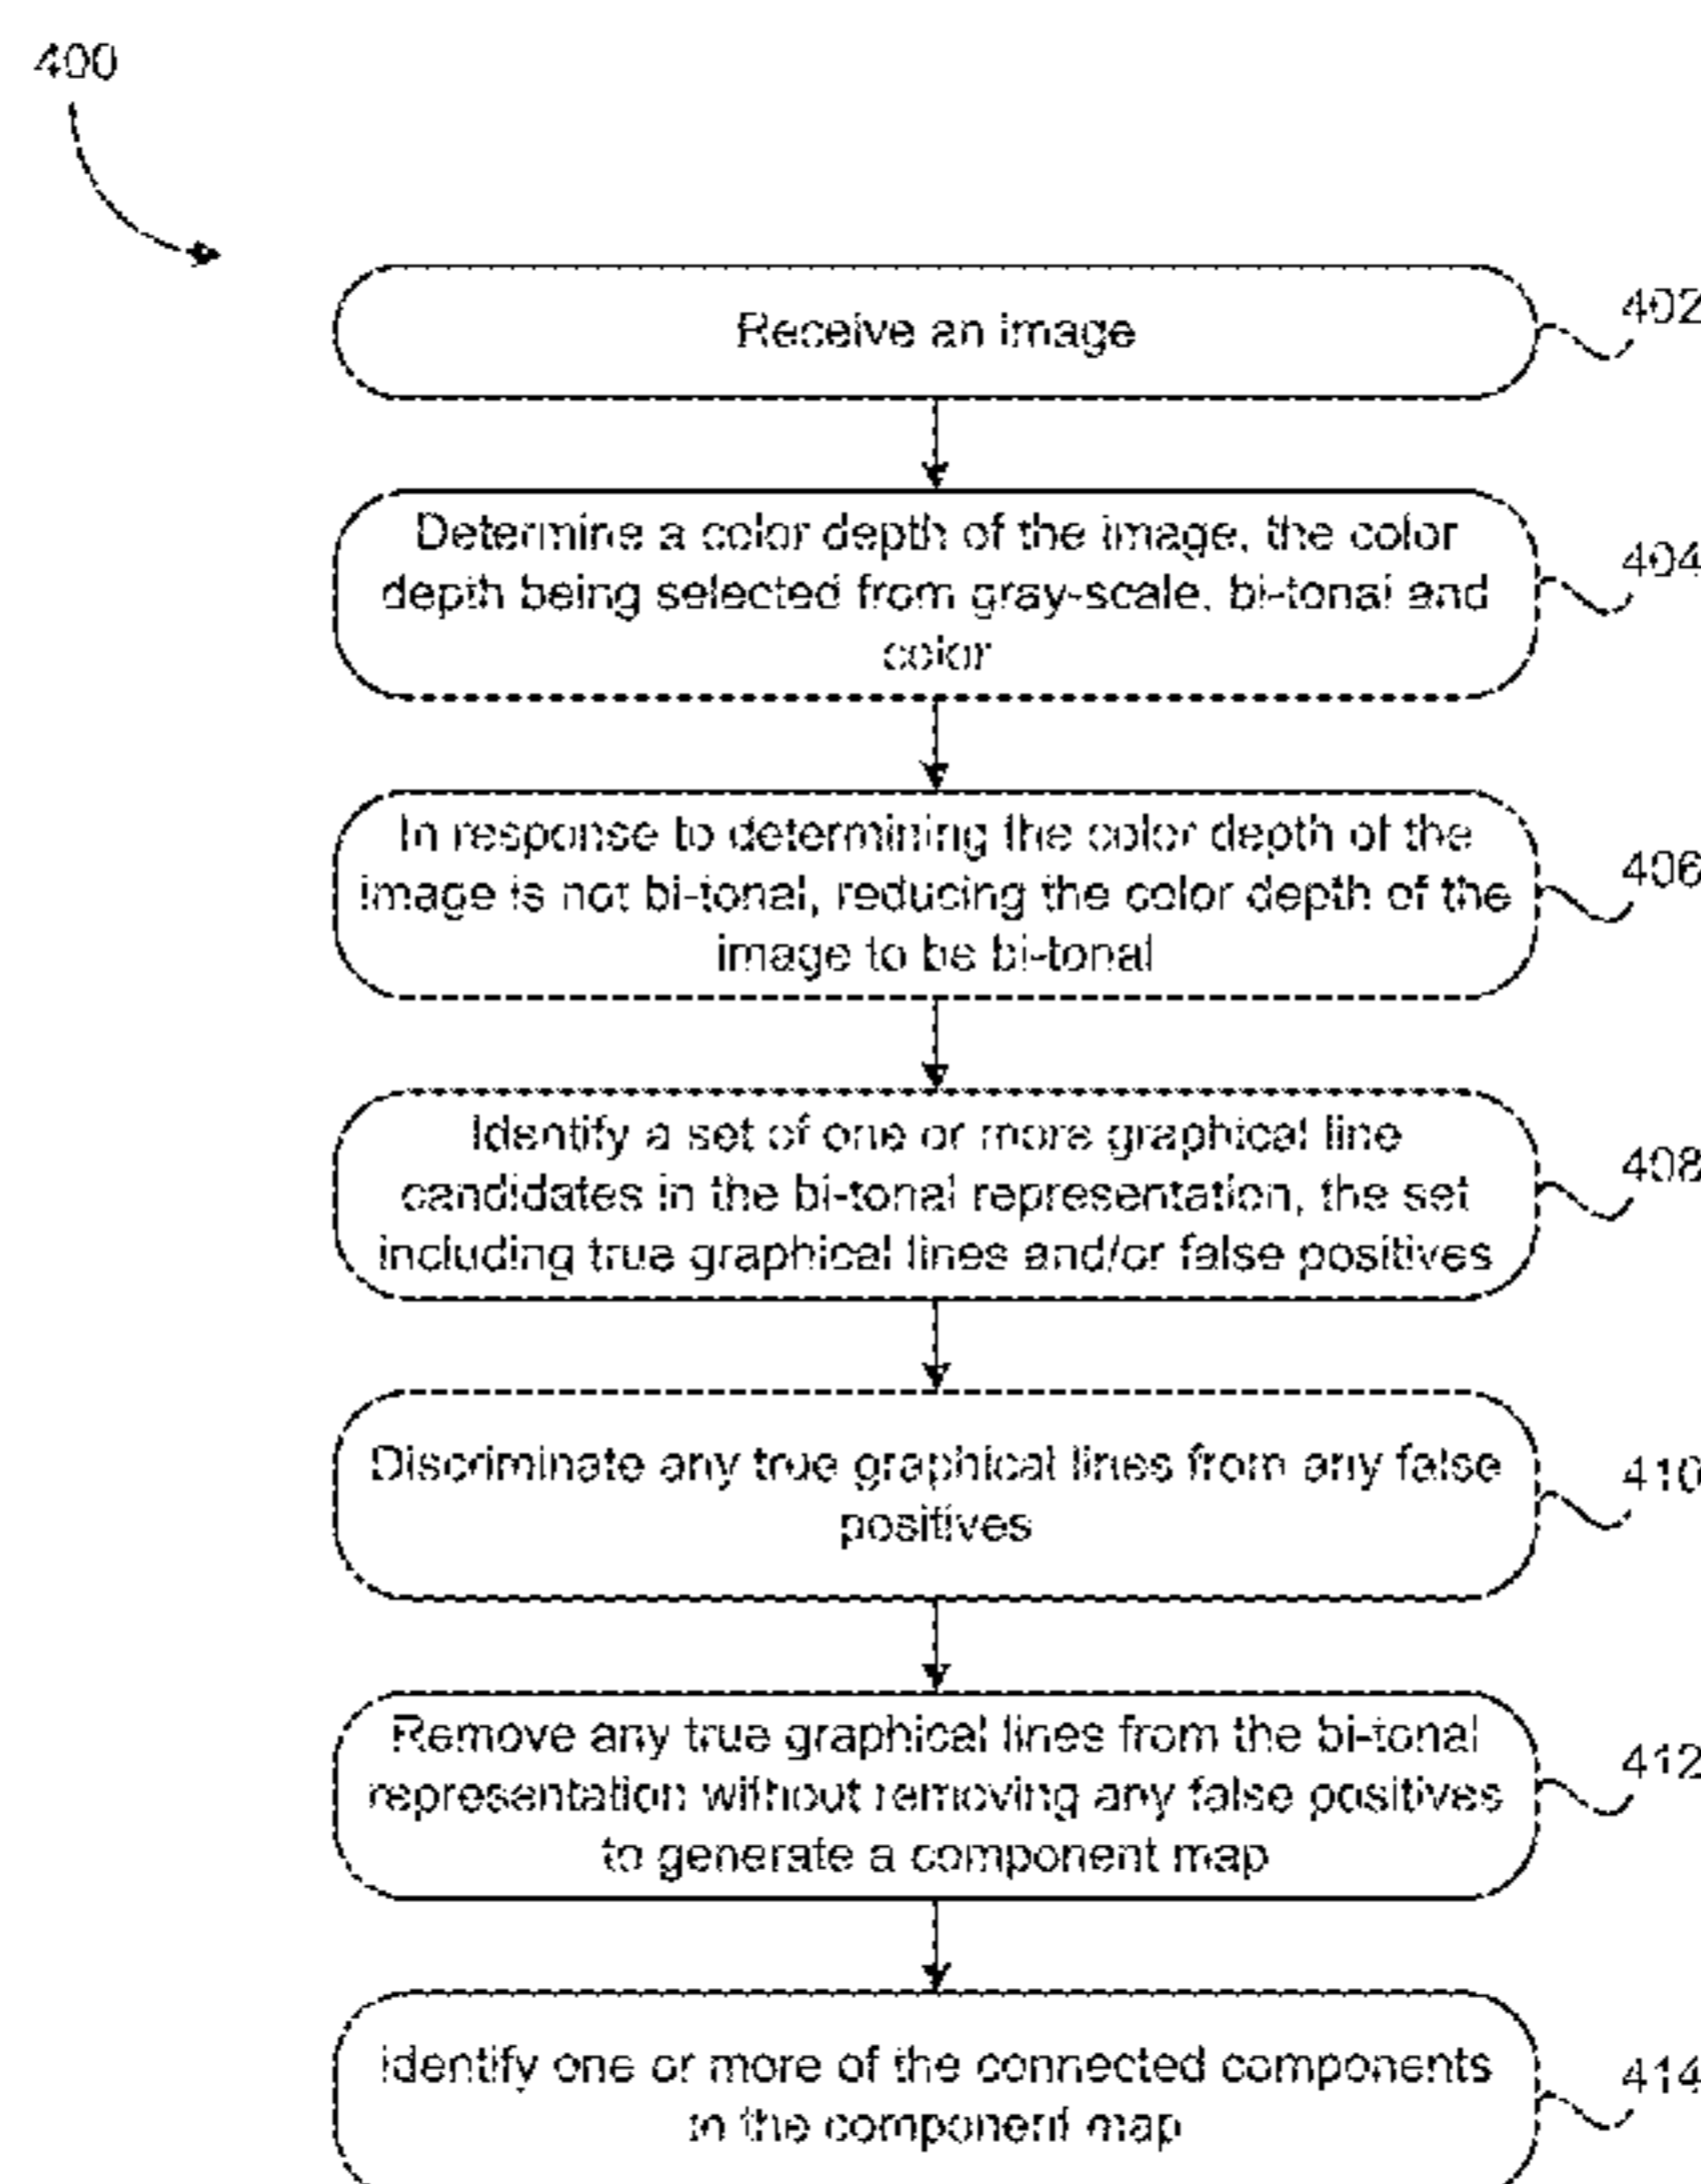 400
Receive an image
402
Determine a color depth of the image, the color
depth being selected from gray-scale, bi-tonal and
color
404
In response to determining the color depth of the
image is not bi-tonal, reducing the color depth of the
image to be bi-tonal
406
Identify a set of one or more graphical line
candidates in the bi-tonal representation, the set
including true graphical lines and/or false positives
408
Discriminate any true graphical lines from any false
positives
410
Remove any true graphical lines from the bi-tonal
representation without removing any false positives
to generate a component map
412
Identify one or more of the connected components
in the component map
414